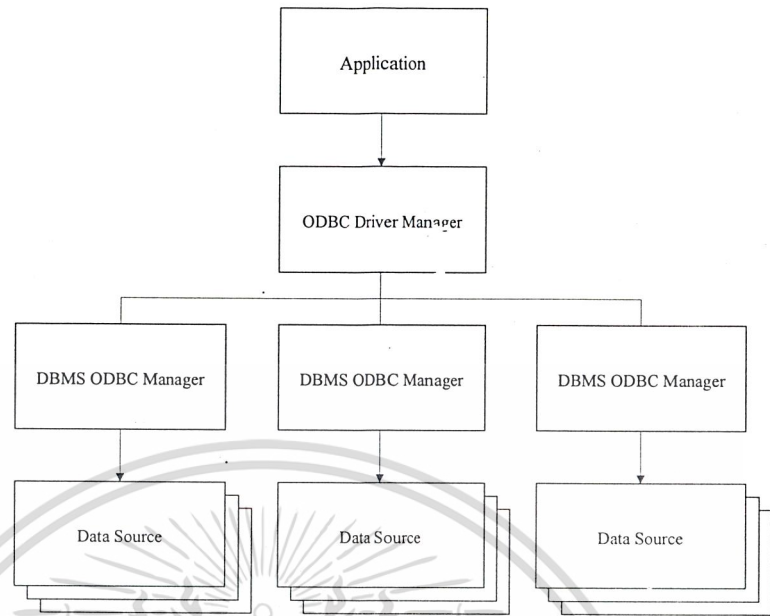 Application
ODBC Driver Manager
DBMS ODBC Manager
DBMS ODBC Manager
DBMS ODBC Manager
Data Source
Data Source
Data Source